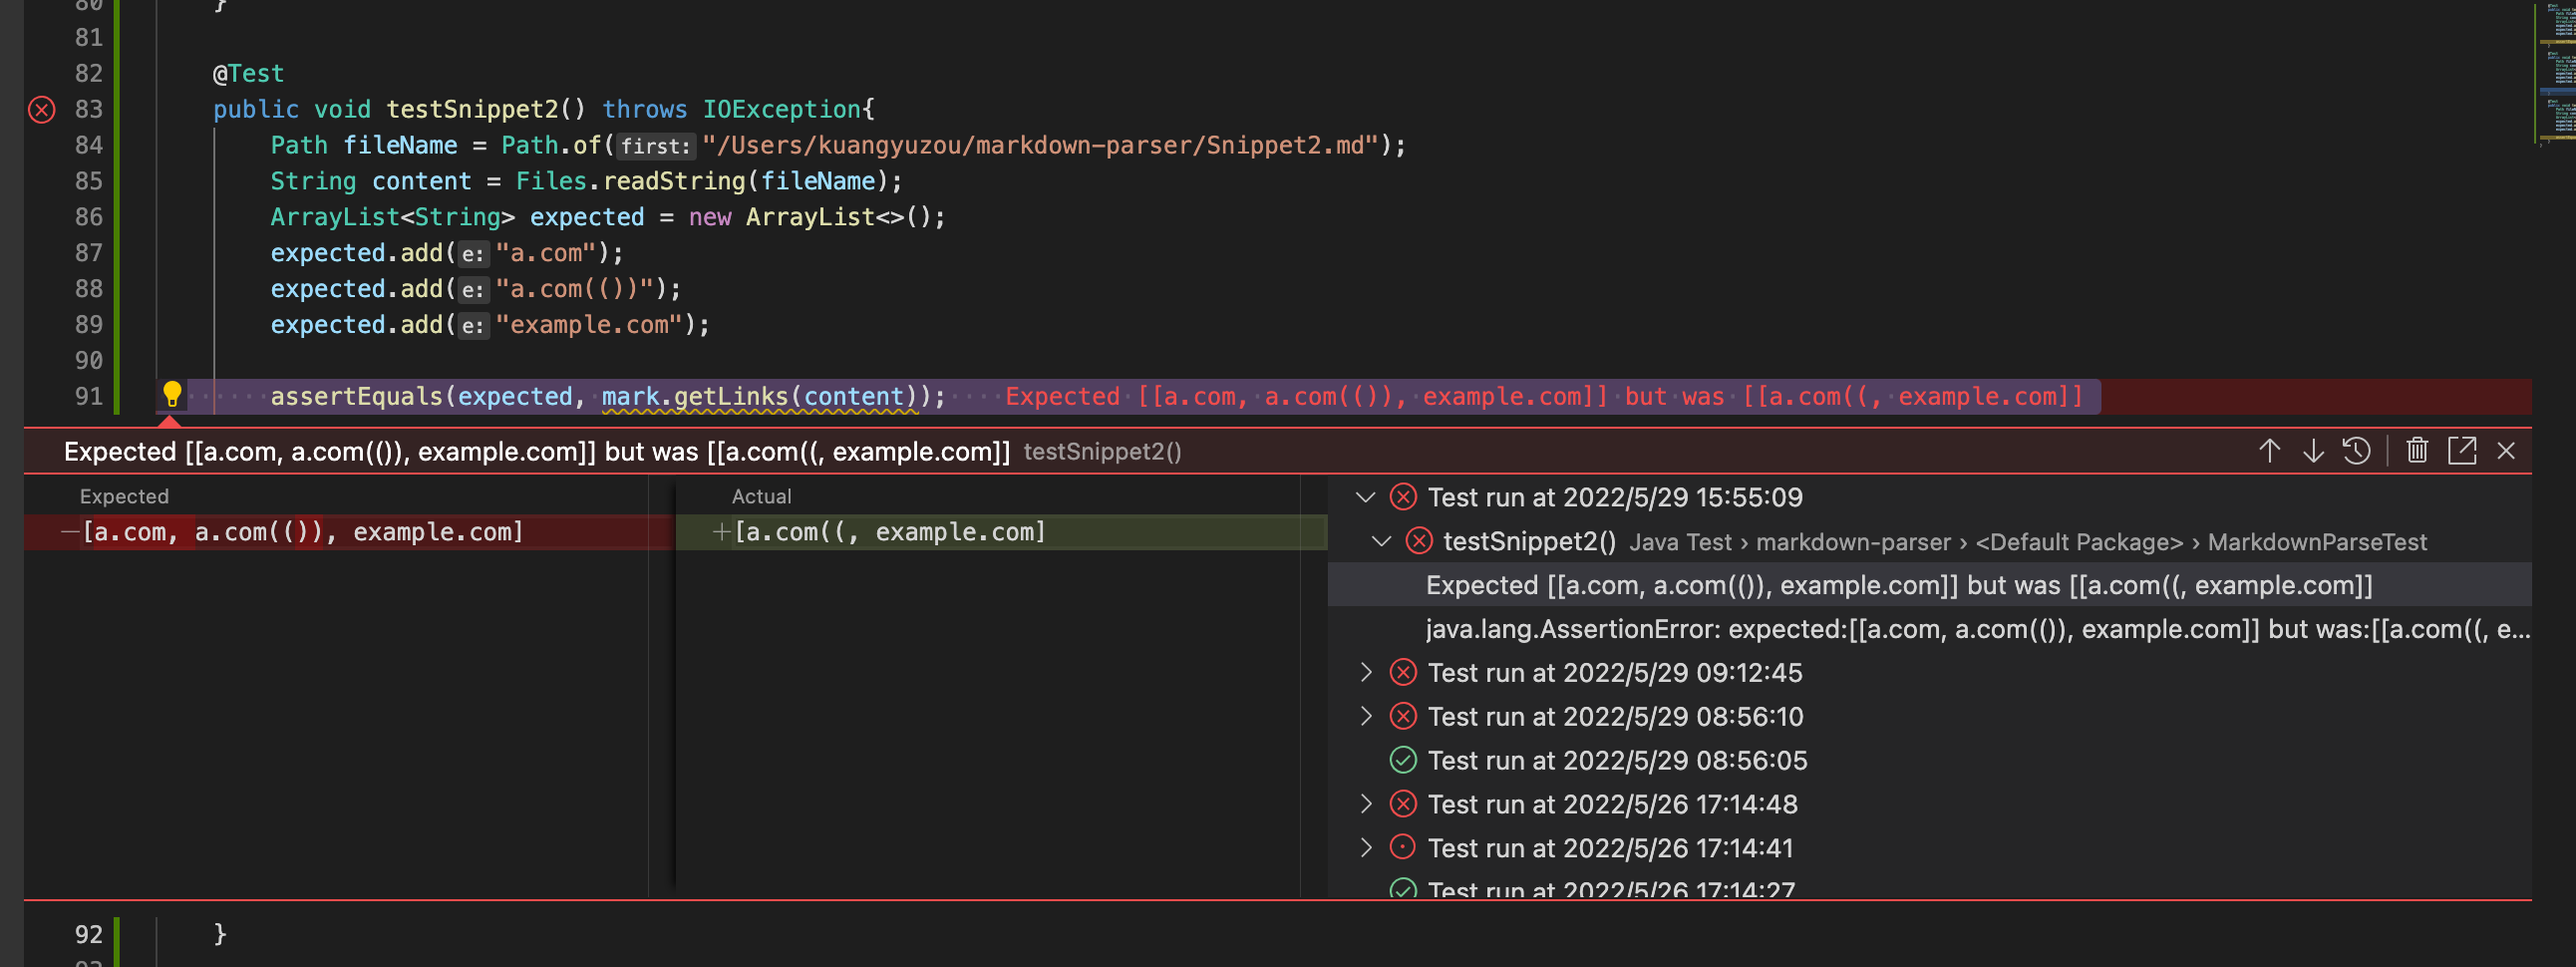 80 }
81
82 @Test
83 public void testSnippet2() throws IOException{
84 Path fileName = Path.of(first: "/Users/kuangyuzou/markdown-parser/Snippet2.md");
85 String content = Files.readString(fileName);
86 ArrayList<String> expected = new ArrayList<>();
87 expected.add(e: "a.com");
88 expected.add(e: "a.com(())");
89 expected.add(e: "example.com");
90
91 assertEquals(expected, mark.getLinks(content)); Expected [[a.com, a.com(()), example.com]] but was [[a.com((, example.com]]
Expected [[a.com, a.com(()), example.com]] but was [[a.com((, example.com]] testSnippet2()
Expected
—[a.com, a.com(()), example.com]
Actual
+[a.com((, example.com]
Test run at 2022/5/29 15:55:09
testSnippet2() Java Test › markdown-parser › <Default Package> › MarkdownParseTest
Expected [[a.com, a.com(()), example.com]] but was [[a.com((, example.com]]
java.lang.AssertionError: expected:[[a.com, a.com(()), example.com]] but was:[[a.com((, e...
Test run at 2022/5/29 09:12:45
Test run at 2022/5/29 08:56:10
Test run at 2022/5/29 08:56:05
Test run at 2022/5/26 17:14:48
Test run at 2022/5/26 17:14:41
Test run at 2022/5/26 17:14:27
92 }
93